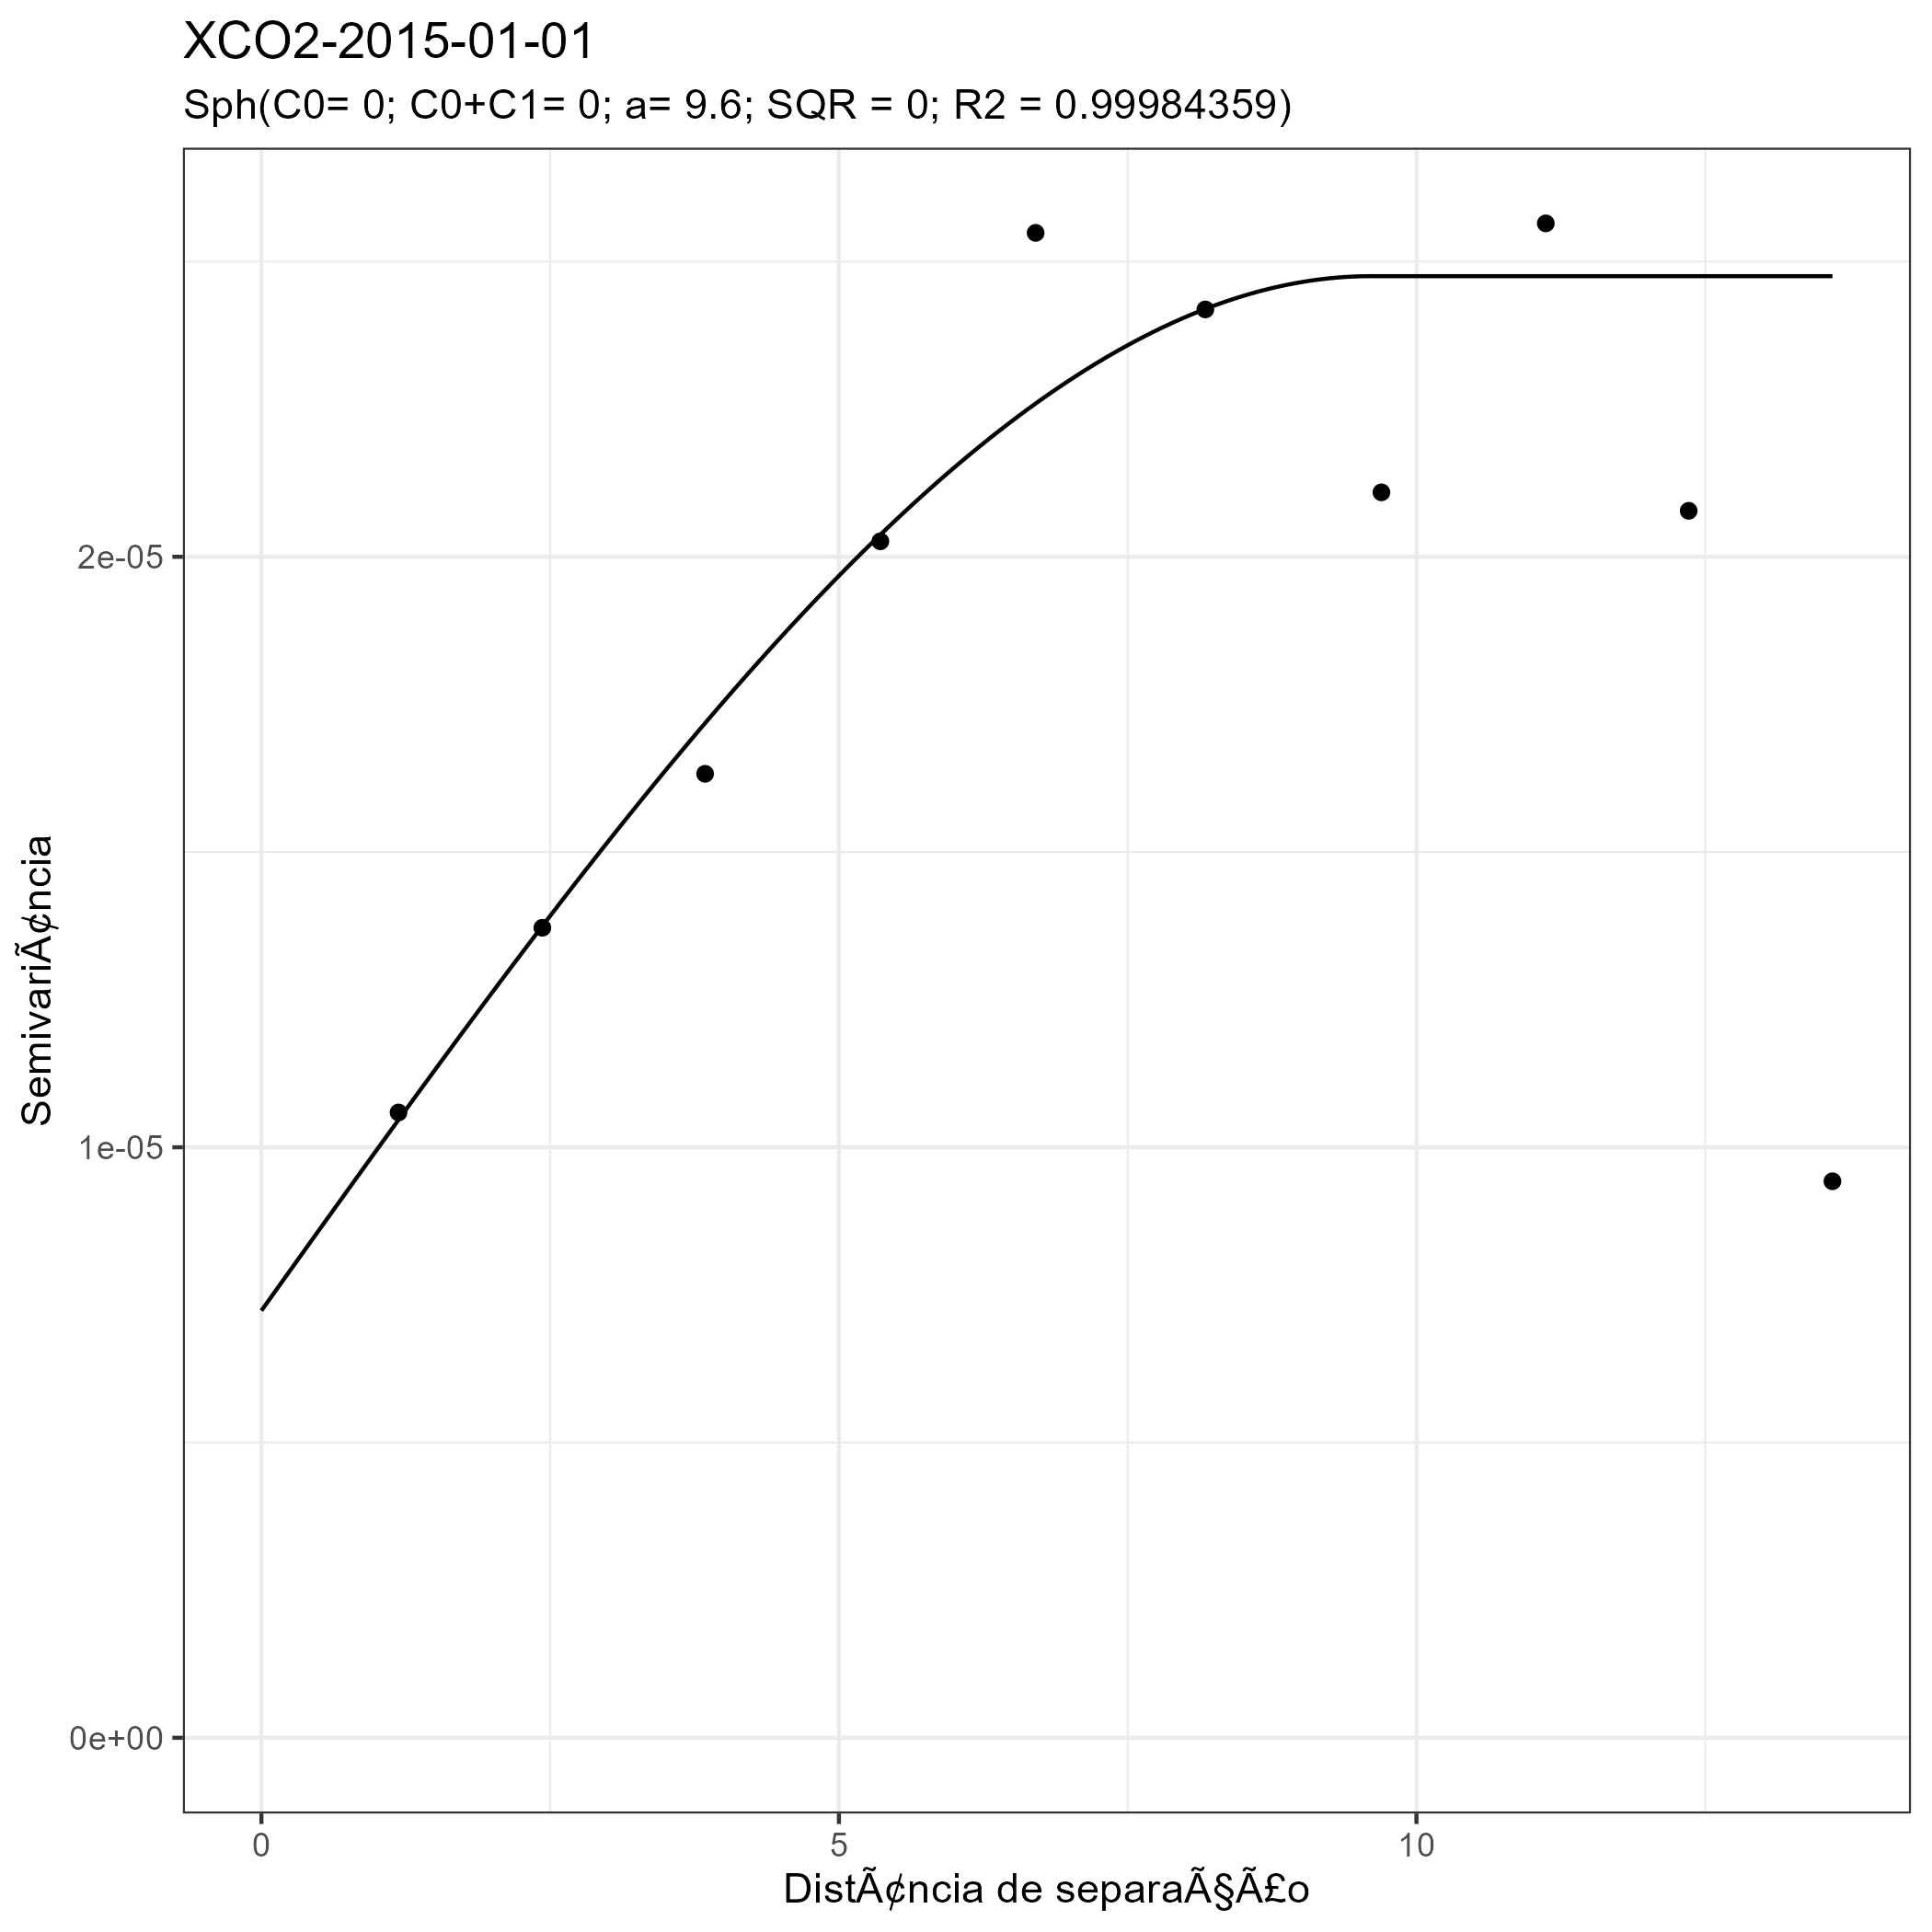 XCO2-2015-01-01
Sph(C0= 0; C0+C1= 0; a= 9.6; SQR = 0; R2 = 0.99984359)
SemivariÃ¢ncia
2e-05
1e-05
0e+00
0
5
10
DistÃ¢ncia de separaÃ§Ã£o